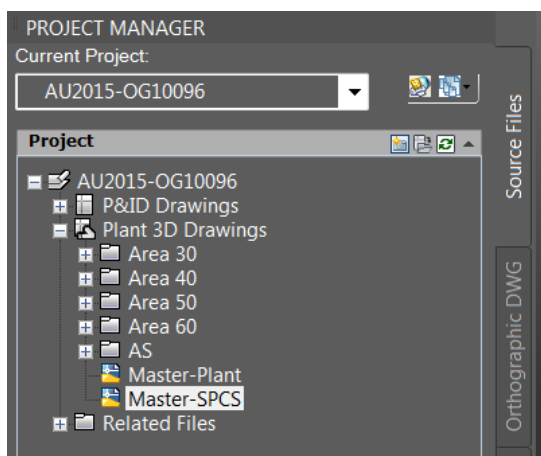 PROJECT MANAGER
Current Project:
AU2015-OG10096
Project
AU2015-OG10096
P&ID Drawings
Plant 3D Drawings
Area 30
Area 40
Area 50
Area 60
AS
Master-Plant
Master-SPCS
Related Files
Source Files
Orthographic DWG